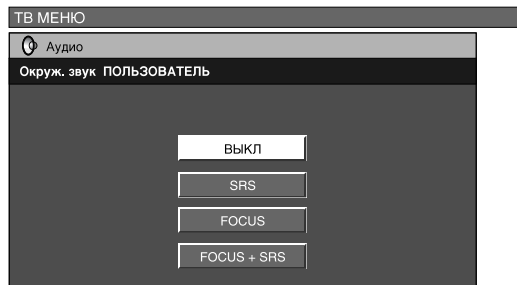 ТВ МЕНЮ
Аудио
Окруж. звук ПОЛЬЗОВАТЕЛЬ
ВЫКЛ
SRS
FOCUS
FOCUS + SRS